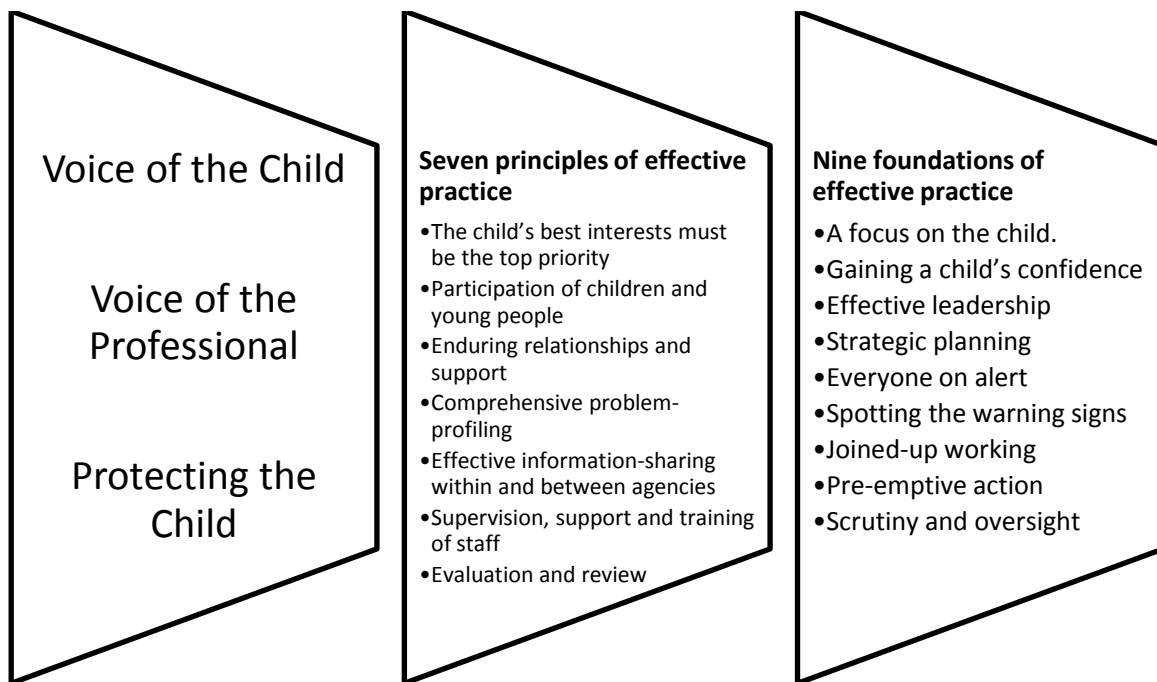 Voice of the Child
Voice of the
Professional
Protecting the
Child
Seven principles of effective
practice
•The child’s best interests must
be the top priority
•Participation of children and
young people
•Enduring relationships and
support
•Comprehensive problem-
profiling
•Effective information-sharing
within and between agencies
•Supervision, support and training
of staff
•Evaluation and review
Nine foundations of
effective practice
•A focus on the child.
•Gaining a child’s confidence
•Effective leadership
•Strategic planning
•Everyone on alert
•Spotting the warning signs
•Joined-up working
•Pre-emptive action
•Scrutiny and oversight